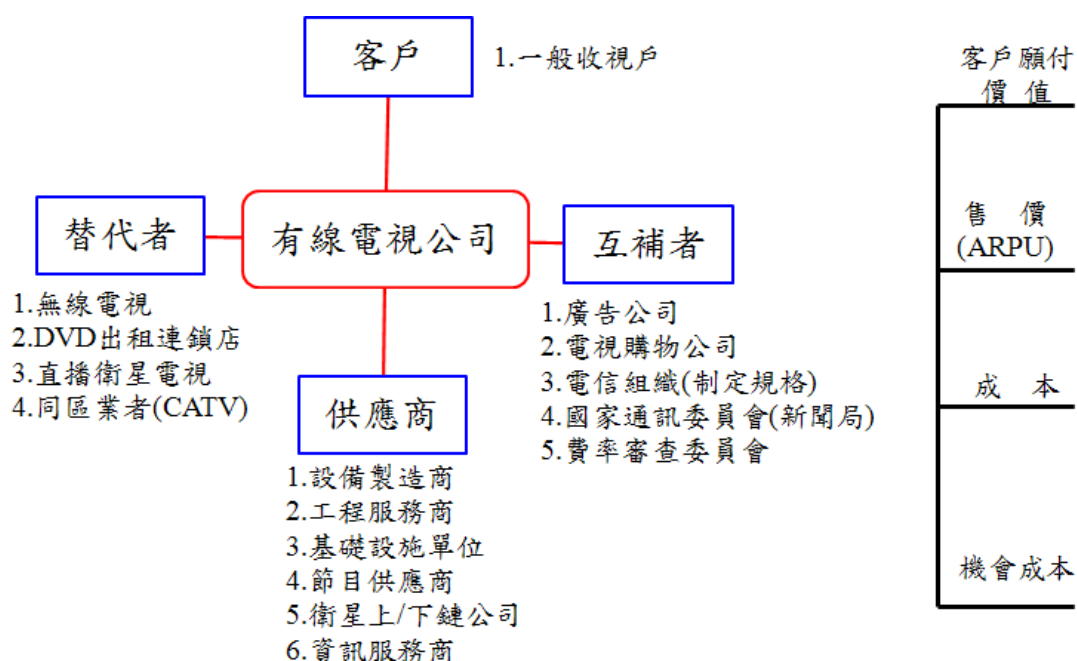 客戶
1.一般收視戶
替代者
1.無線電視
2.DVD出租連鎖店
3.直播衛星電視
4.同區業者(CATV)
有線電視公司
互補者
1.廣告公司
2.電視購物公司
3.電信組織(制定規格)
4.國家通訊委員會(新聞局)
5.費率審查委員會
供應商
1.設備製造商
2.工程服務商
3.基礎設施單位
4.節目供應商
5.衛星上/下鏈公司
6.資訊服務商
客戶願付
價 值
售 價
(ARPU)
成 本
機會成本